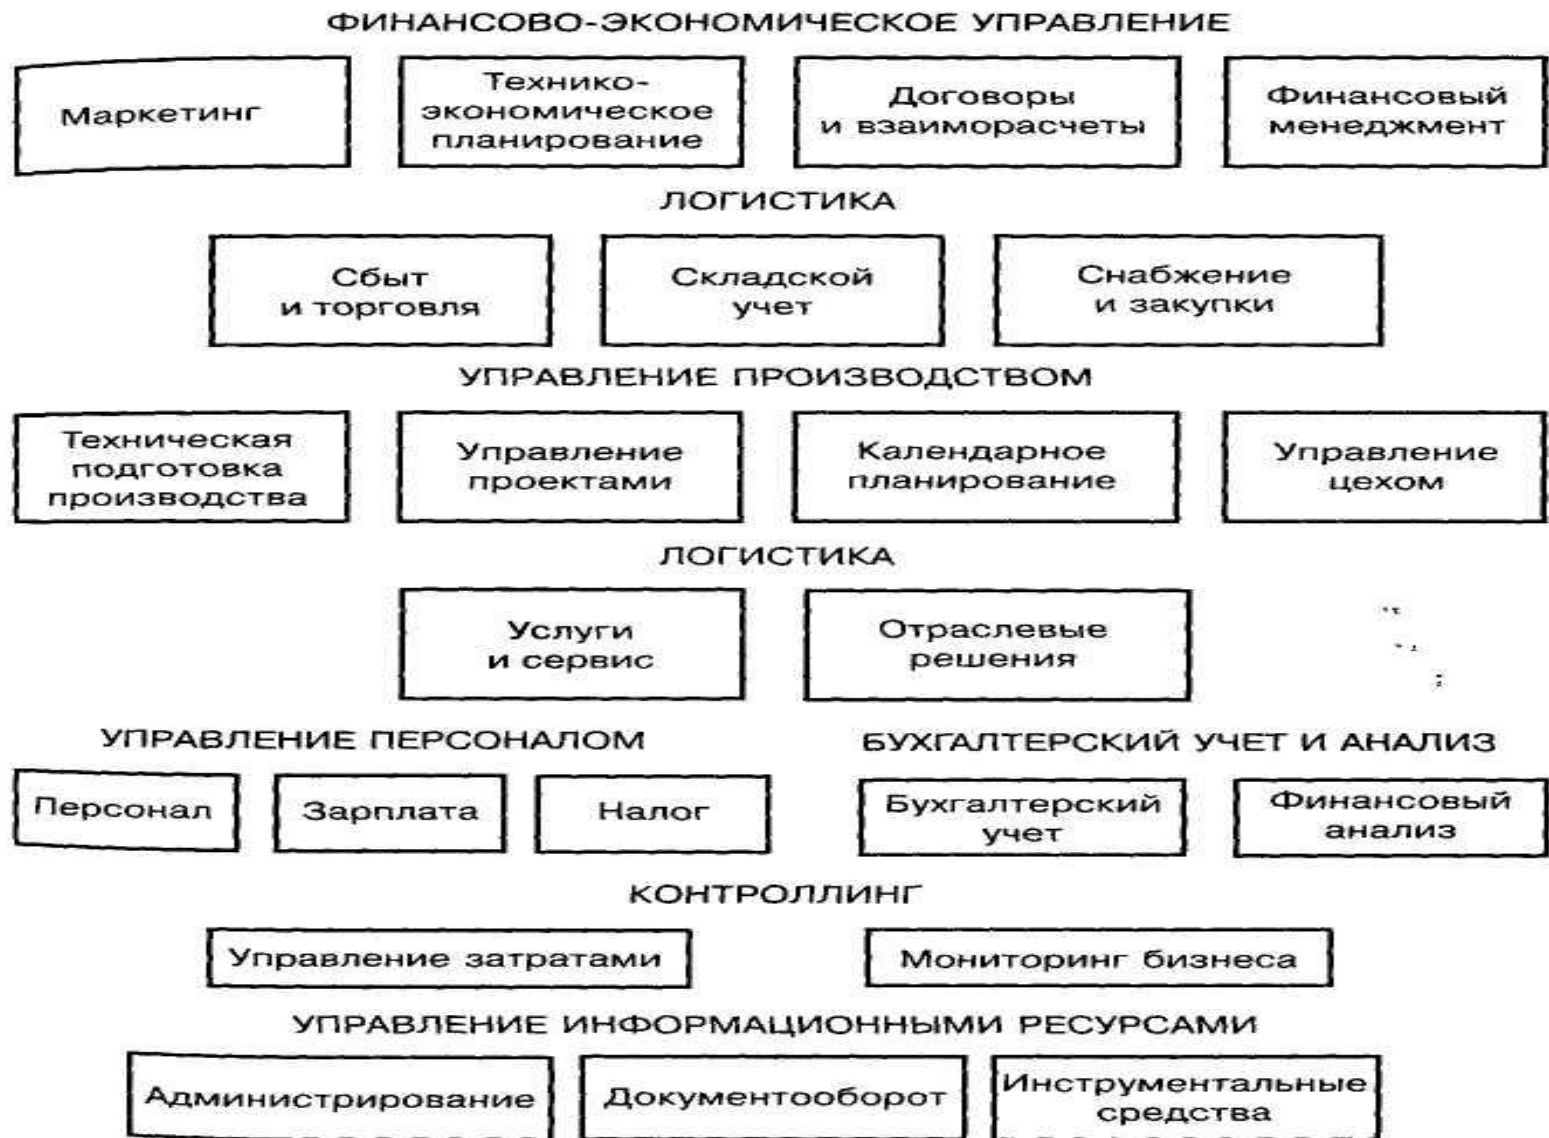 ФИНАНСОВО-ЭКОНОМИЧЕСКОЕ УПРАВЛЕНИЕ
Маркетинг
Технико-
экономическое
планирование
Договоры
и взаиморасчеты
Финансовый
менеджмент
ЛОГИСТИКА
Сбыт
и торговля
Складской
учет
Снабжение
и закупки
УПРАВЛЕНИЕ ПРОИЗВОДСТВОМ
Техническая
подготовка
производства
Управление
проектами
Календарное
планирование
Управление
цехом
ЛОГИСТИКА
Услуги
и сервис
Отраслевые
решения
УПРАВЛЕНИЕ ПЕРСОНАЛОМ
Персонал
Зарплата
Налог
БУХГАЛТЕРСКИЙ УЧЕТ И АНАЛИЗ
Бухгалтерский
учет
Финансовый
анализ
КОНТРОЛЛИНГ
Управление затратами
Мониторинг бизнеса
УПРАВЛЕНИЕ ИНФОРМАЦИОННЫМИ РЕСУРСАМИ
Администрирование
Документооборот
Инструментальные
средства